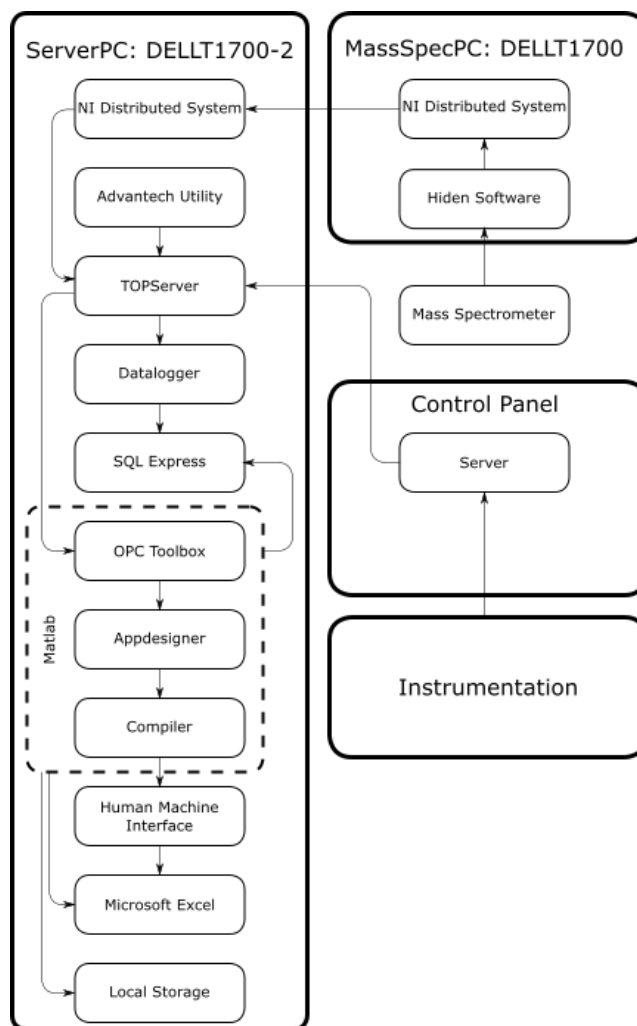 ServerPC: DELLT1700-2
NI Distributed System
Advantech Utility
TOPServer
Datalogger
SQL Express
Matlab
OPC Toolbox
Appdesigner
Compiler
Human Machine
Interface
Microsoft Excel
Local Storage
MassSpecPC: DELLT1700
NI Distributed System
Hiden Software
Mass Spectrometer
Control Panel
Server
Instrumentation